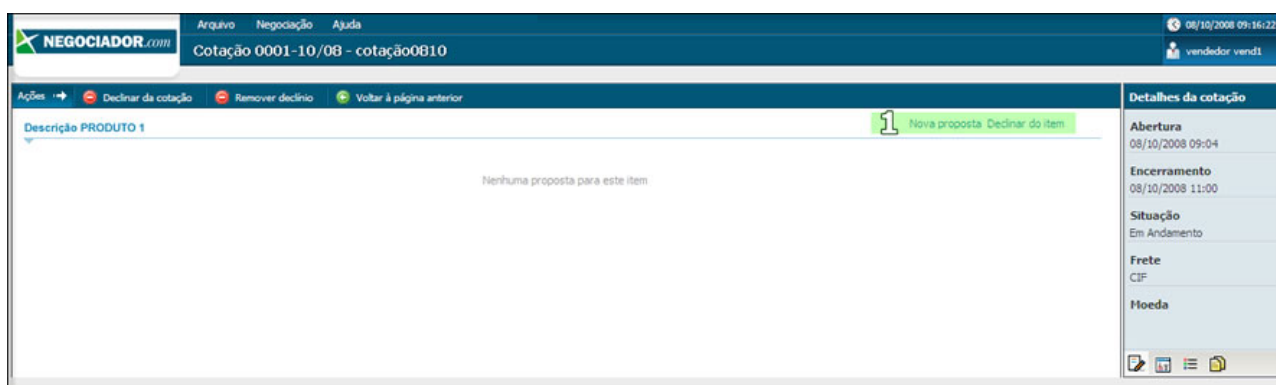 Arquivo Negociação Ajuda
08/10/2008 09:16:22
NEGOCIADOR.com
Cotação 0001-10/08 - cotação0810
vendedor vend1
Ações Declinar da cotação Remover declínio Voltar à página anterior
Detalhes da cotação
Descrição PRODUTO 1
1 Nova proposta Declinar do item
Nenhuma proposta para este item
Abertura
08/10/2008 09:04
Encerramento
08/10/2008 11:00
Situação
Em Andamento
Frete
CIF
Moeda